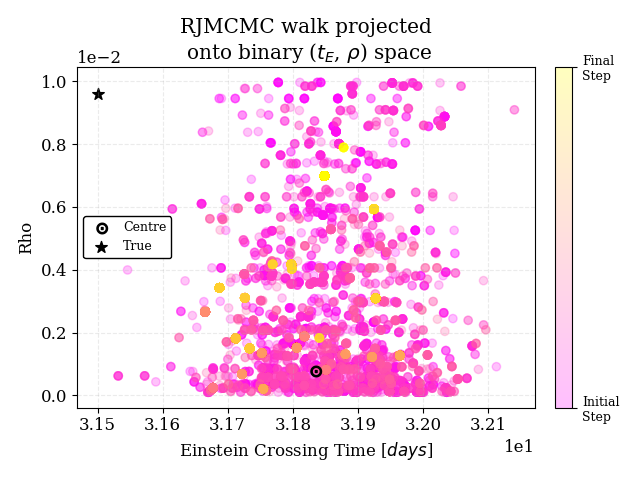 RJMCMC walk projected
onto binary (t_E, ρ) space
1e−2
1.0
0.8
0.6
0.4
0.2
0.0
Rho
Centre
True
3.15 3.16 3.17 3.18 3.19 3.20 3.21
1e1
Einstein Crossing Time [days]
Final
Step
Initial
Step